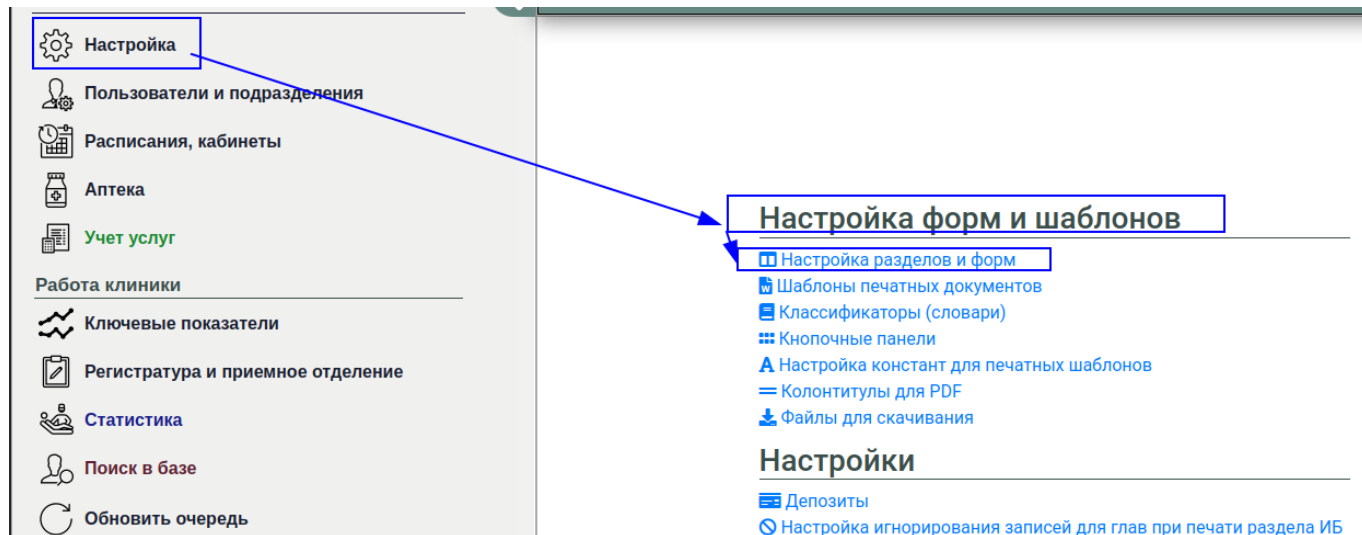 Настройка
Пользователи и подразделения
Расписания, кабинеты
Аптека
Учет услуг
Работа клиники
Ключевые показатели
Регистратура и приемное отделение
Статистика
Поиск в базе
Обновить очередь
Настройка форм и шаблонов
Настройка разделов и форм
Шаблоны печатных документов
Классификаторы (словари)
Кнопочные панели
Настройка констант для печатных шаблонов
Колонтитулы для PDF
Файлы для скачивания
Настройки
Депозиты
Настройка игнорирования записей для глав при печати раздела ИБ